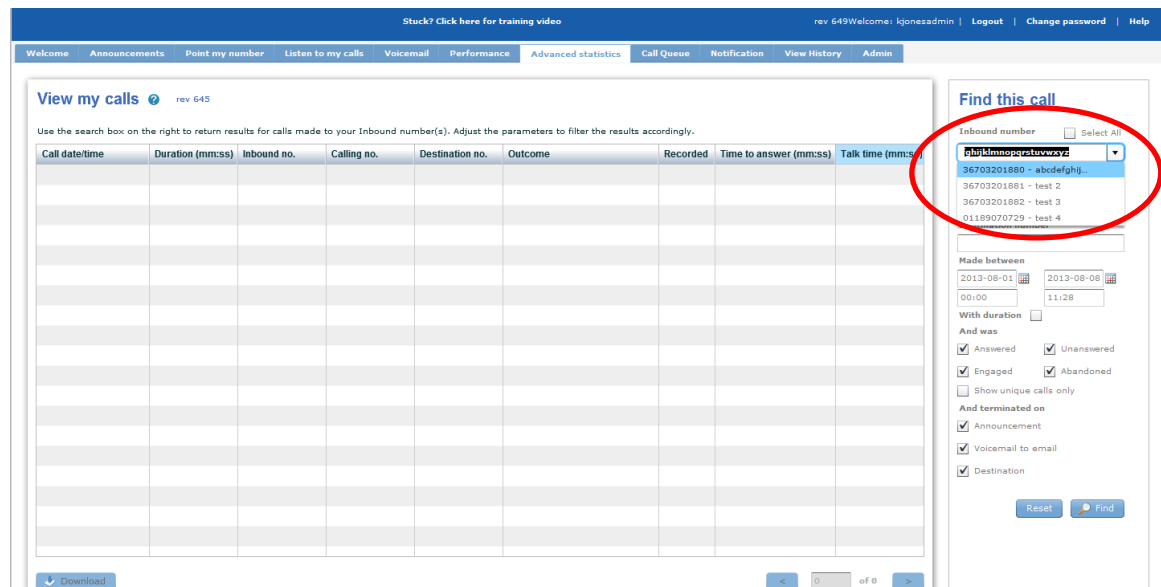 Stuck? Click here for training video
rev 649Welcome: kjonesadmin | Logout | Change password | Help
Welcome Announcements Point my number Listen to my calls Voicemail Performance Advanced statistics Call Queue Notification View History Admin
View my calls ? rev 645
Use the search box on the right to return results for calls made to your Inbound number(s). Adjust the parameters to filter the results accordingly.
Call date/time Duration (mm:ss) Inbound no. Calling no. Destination no. Outcome Recorded Time to answer (mm:ss) Talk time (mm:ss)
Download
< 0 of 0 >
Find this call
Inbound number Select All
ghijklmnopqrstuvwxyz
36703201880 - abcdefghij...
36703201881 - test 2
36703201882 - test 3
01189070729 - test 4
Destination number
Made between
2013-08-01 2013-08-08
00:00 11:28
With duration
And was
Answered Unanswered
Engaged Abandoned
Show unique calls only
And terminated on
Announcement
Voicemail to email
Destination
Reset Find